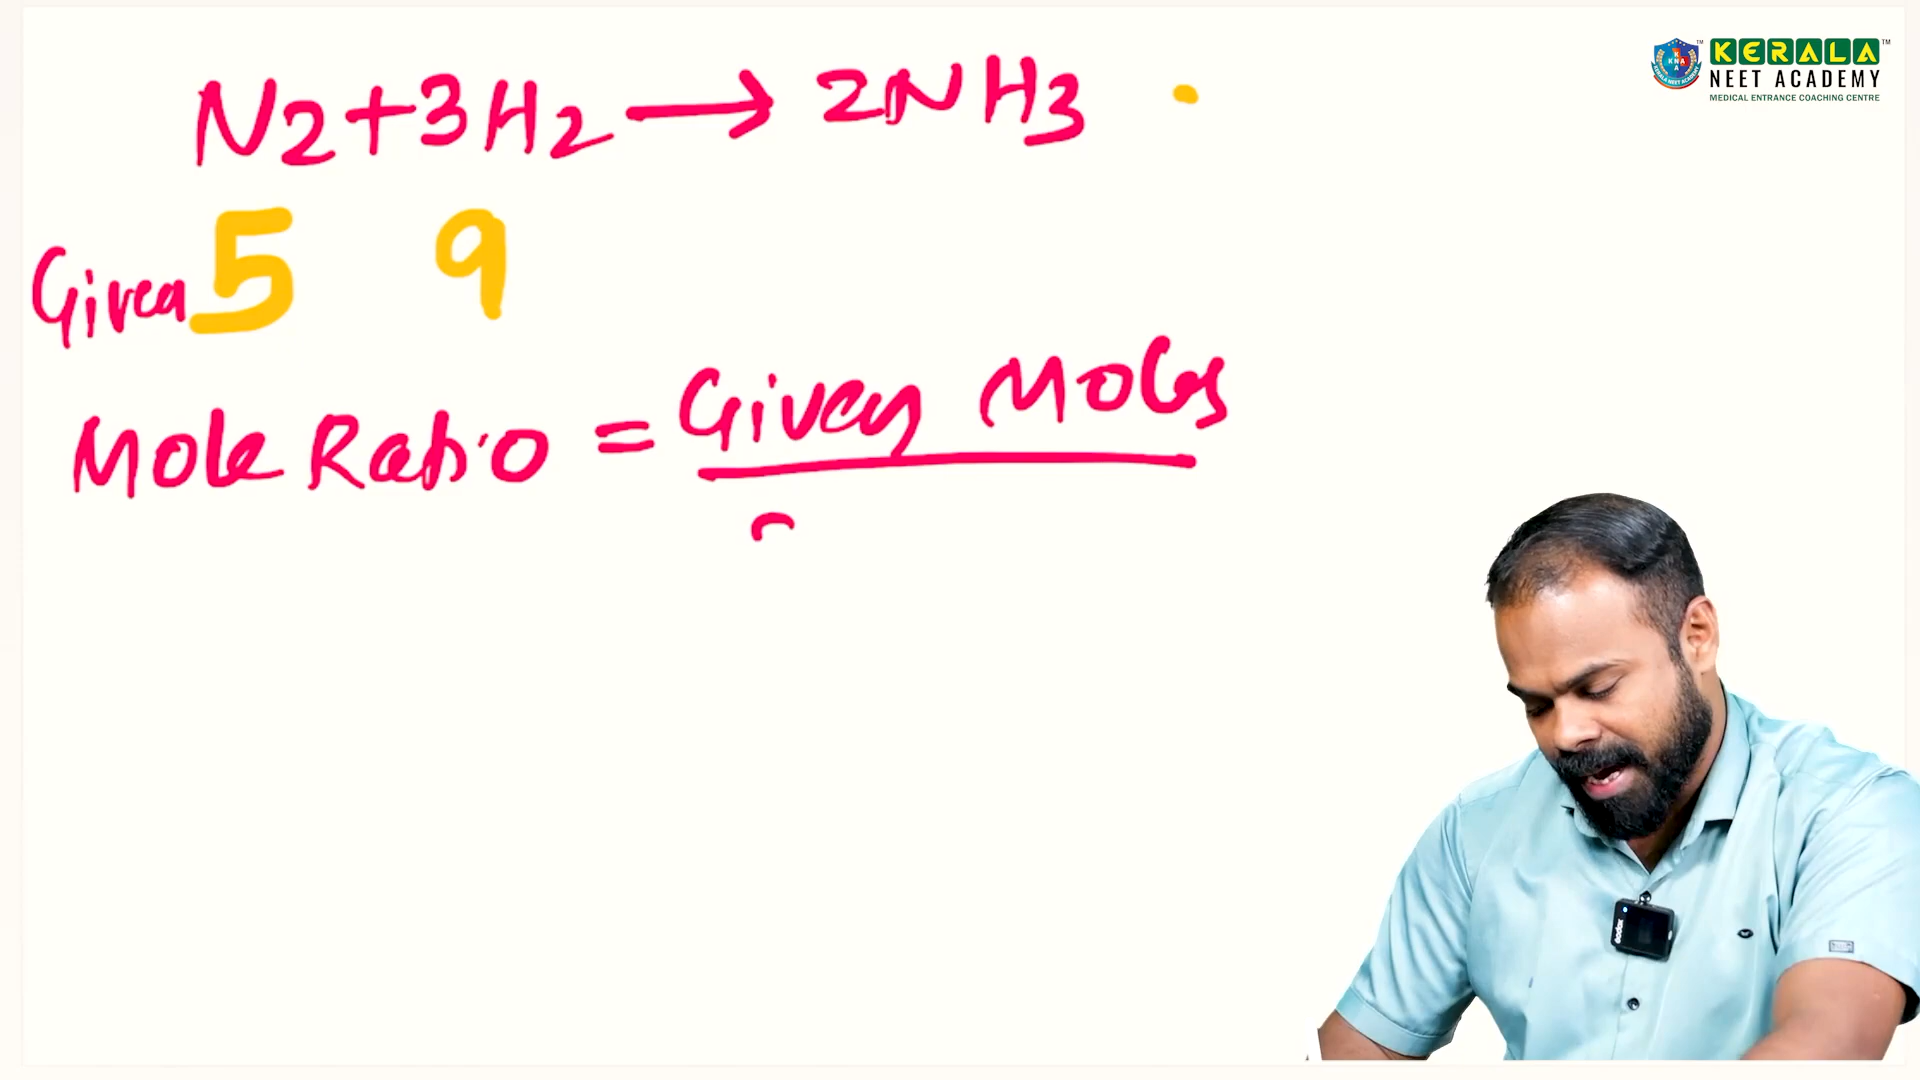 KERALA
NEET ACADEMY
MEDICAL ENTRANCE COACHING CENTRE
N2+3H2 → 2NH3
Given 5 9
Mole Ratio = Given Moles